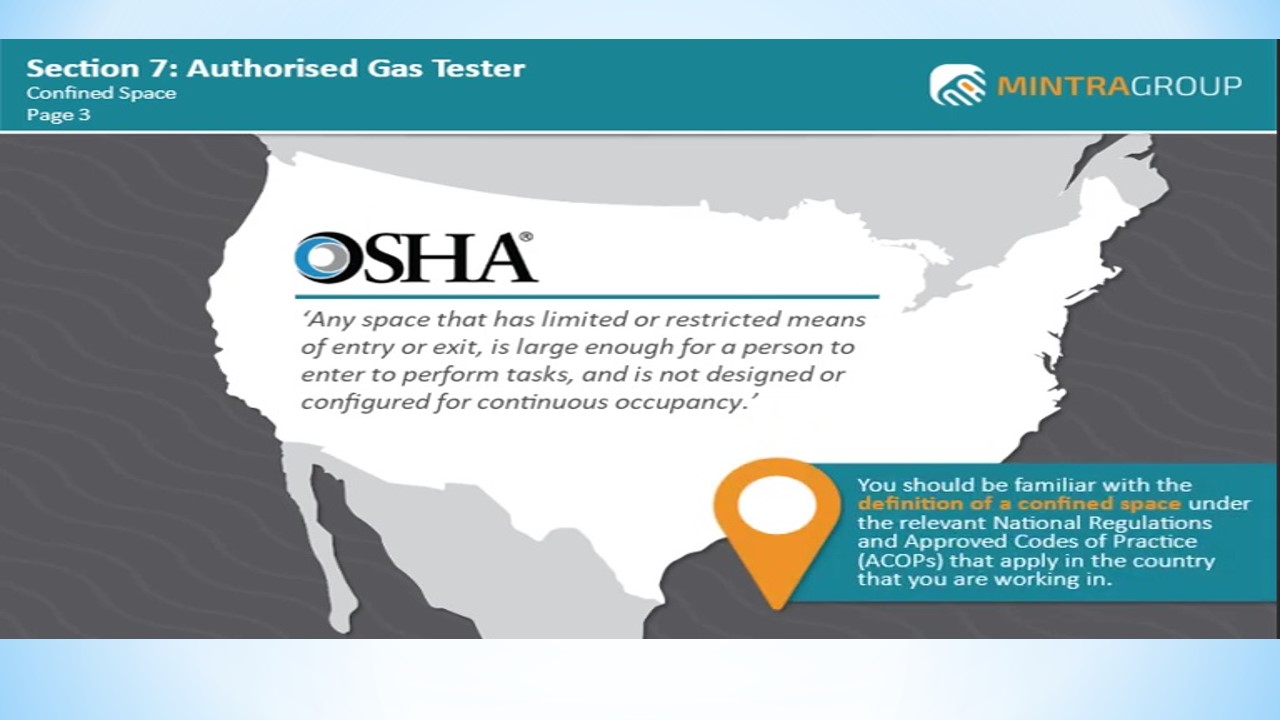 Section 7: Authorised Gas Tester
Confined Space
Page 3
MINTRAGROUP
OSHA®
‘Any space that has limited or restricted means
of entry or exit, is large enough for a person to
enter to perform tasks, and is not designed or
configured for continuous occupancy.’
You should be familiar with the
definition of a confined space under
the relevant National Regulations
and Approved Codes of Practice
(ACOPs) that apply in the country
that you are working in.